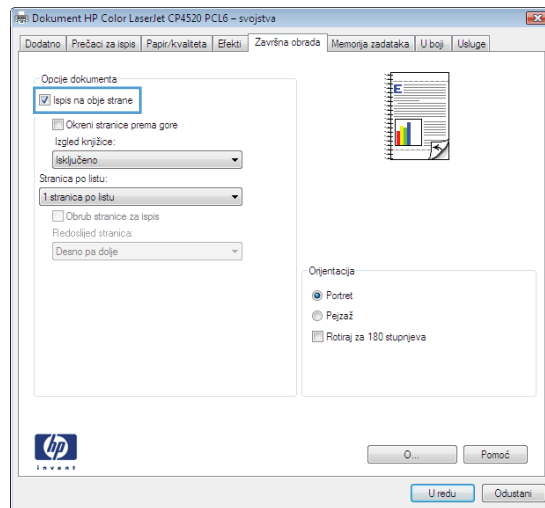 Dokument HP Color LaserJet CP4520 PCL6 – svojstva
Dodatno Prečaci za ispis Papir/kvaliteta Efekti Završna obrada Memorija zadataka U boji Usluge
Opcije dokumenta
Ispis na obje strane
Okreni stranice prema gore
Izgled knjižice:
Isključeno
Stranica po listu:
1 stranica po listu
Obrub stranice za ispis
Redoslijed stranica:
Desno pa dolje
E
Orijentacija
Portret
Pejzaž
Rotiraj za 180 stupnjeva
hp
invent
O...
Pomoć
U redu
Odustani